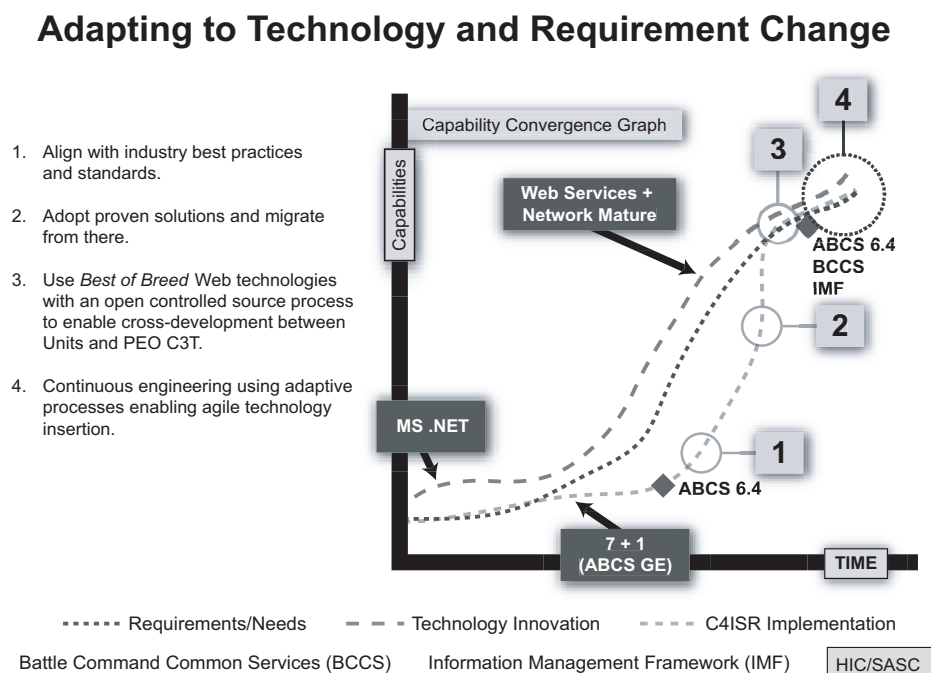 Adapting to Technology and Requirement Change
1. Align with industry best practices
and standards.
2. Adopt proven solutions and migrate
from there.
3. Use Best of Breed Web technologies
with an open controlled source process
to enable cross-development between
Units and PEO C3T.
4. Continuous engineering using adaptive
processes enabling agile technology
insertion.
Capability Convergence Graph
Capabilities
4
3
Web Services +
Network Mature
ABCS 6.4
BCCS
IMF
2
MS .NET
1
ABCS 6.4
7 + 1
(ABCS GE)
TIME
Requirements/Needs
Technology Innovation
C4ISR Implementation
Battle Command Common Services (BCCS)
Information Management Framework (IMF)
HIC/SASC